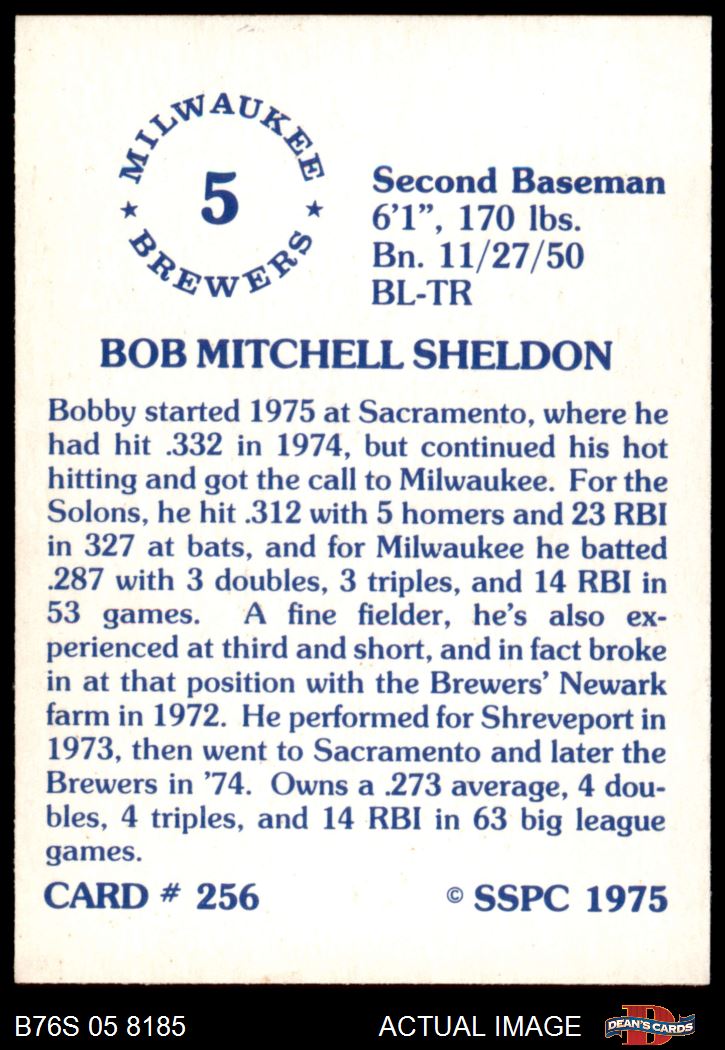 MILWAUKEE
5
★ BREWERS ★
Second Baseman
6'1”, 170 lbs.
Bn. 11/27/50
BL-TR
BOB MITCHELL SHELDON
Bobby started 1975 at Sacramento, where he
had hit .332 in 1974, but continued his hot
hitting and got the call to Milwaukee. For the
Solons, he hit .312 with 5 homers and 23 RBI
in 327 at bats, and for Milwaukee he batted
.287 with 3 doubles, 3 triples, and 14 RBI in
53 games. A fine fielder, he's also ex-
perienced at third and short, and in fact broke
in at that position with the Brewers' Newark
farm in 1972. He performed for Shreveport in
1973, then went to Sacramento and later the
Brewers in '74. Owns a .273 average, 4 dou-
bles, 4 triples, and 14 RBI in 63 big league
games.
CARD # 256
© SSPC 1975
B76S 05 8185
ACTUAL IMAGE
D
DEAN'S CARDS